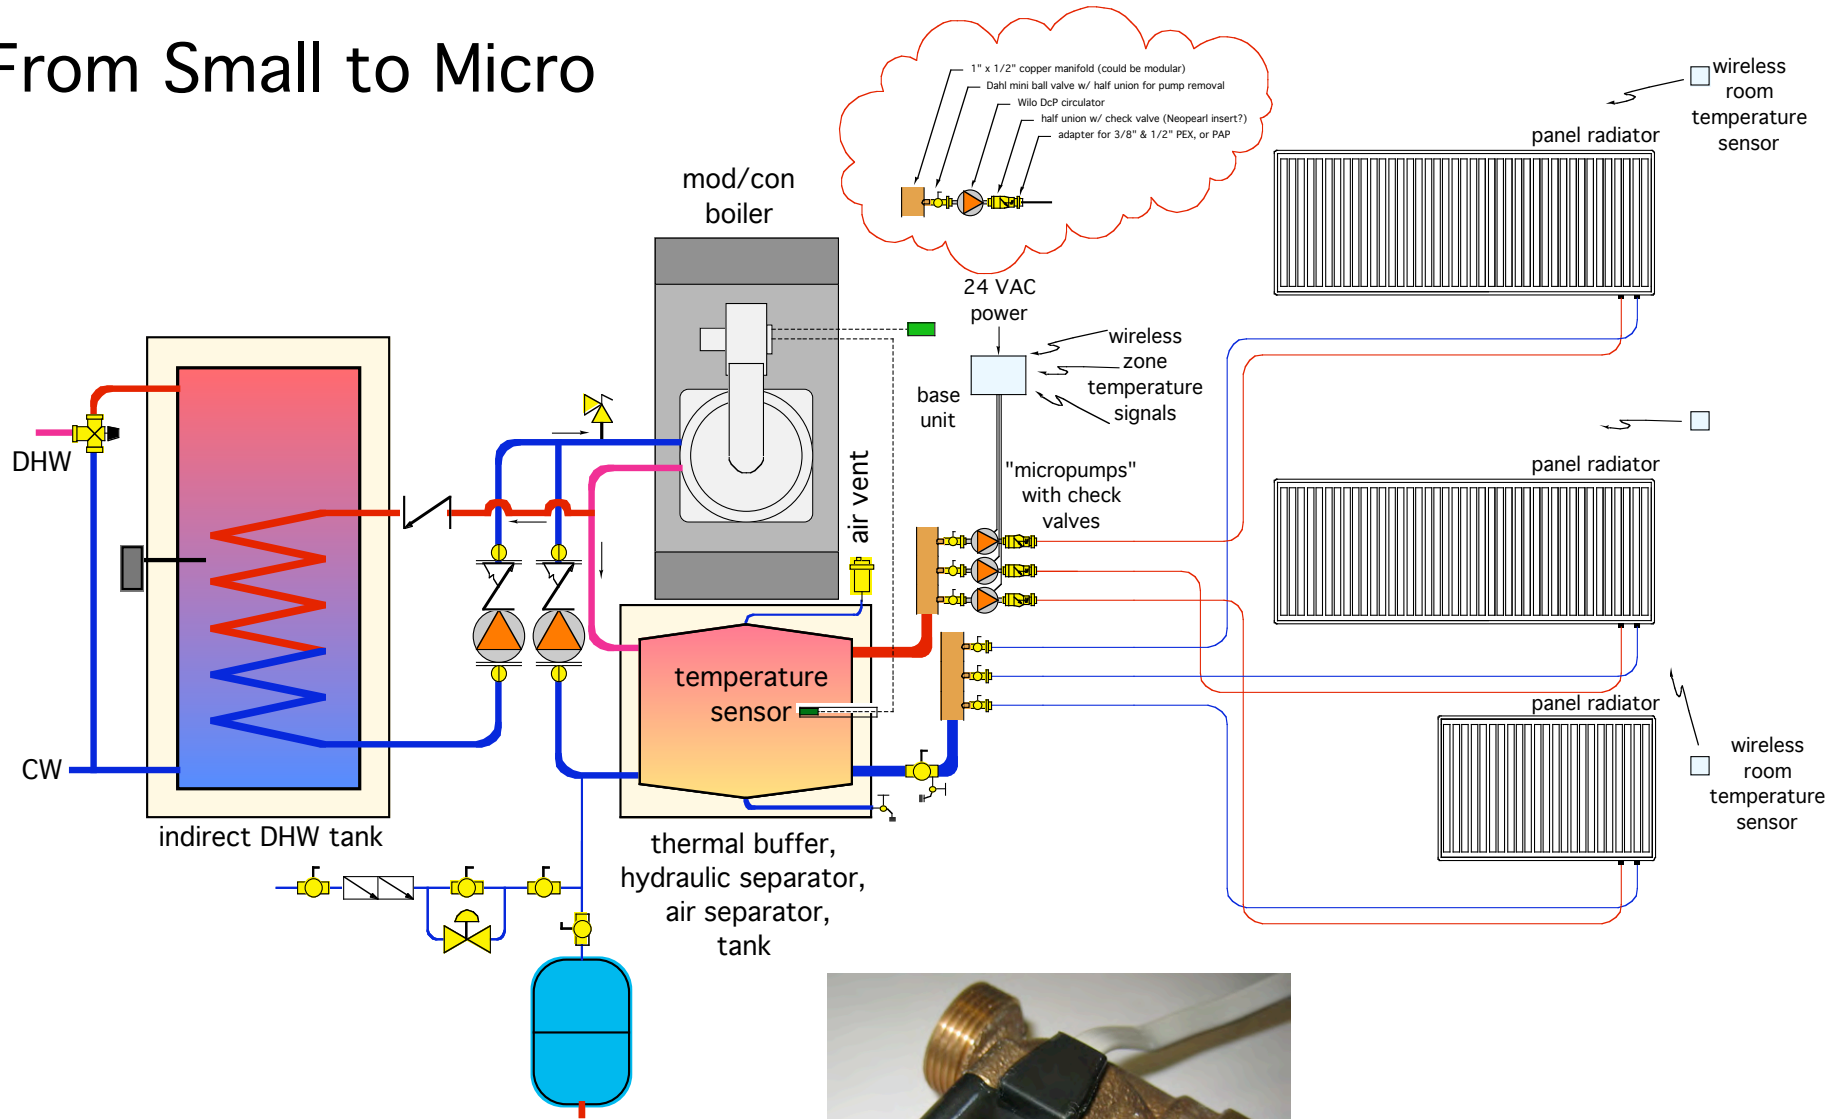 From Small to Micro
1" x 1/2" copper manifold (could be modular)
Dahl mini ball valve w/ half union for pump removal
Wilo DcP circulator
half union w/ check valve (Neopearl insert?)
adapter for 3/8" & 1/2" PEX, or PAP
wireless
room
temperature
sensor
panel radiator
mod/con
boiler
24 VAC
power
wireless
zone
temperature
signals
base
unit
DHW
air vent
"micropumps"
with check
valves
panel radiator
temperature
sensor
panel radiator
wireless
room
temperature
sensor
CW
indirect DHW tank
thermal buffer,
hydraulic separator,
air separator,
tank